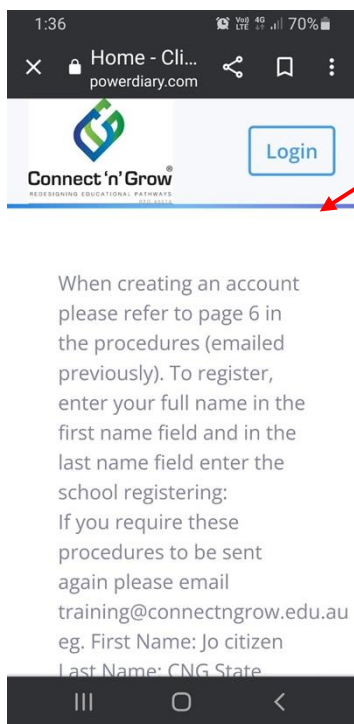 1:36 Voi) LTE 4G 70%
Home - Cli...
powerdiary.com
Login
Connect 'n' Grow®
REDESIGNING EDUCATIONAL PATHWAYS
When creating an account
please refer to page 6 in
the procedures (emailed
previously). To register,
enter your full name in the
first name field and in the
last name field enter the
school registering:
If you require these
procedures to be sent
again please email
training@connectngrow.edu.au
eg. First Name: Jo citizen
Last Name: CNG State